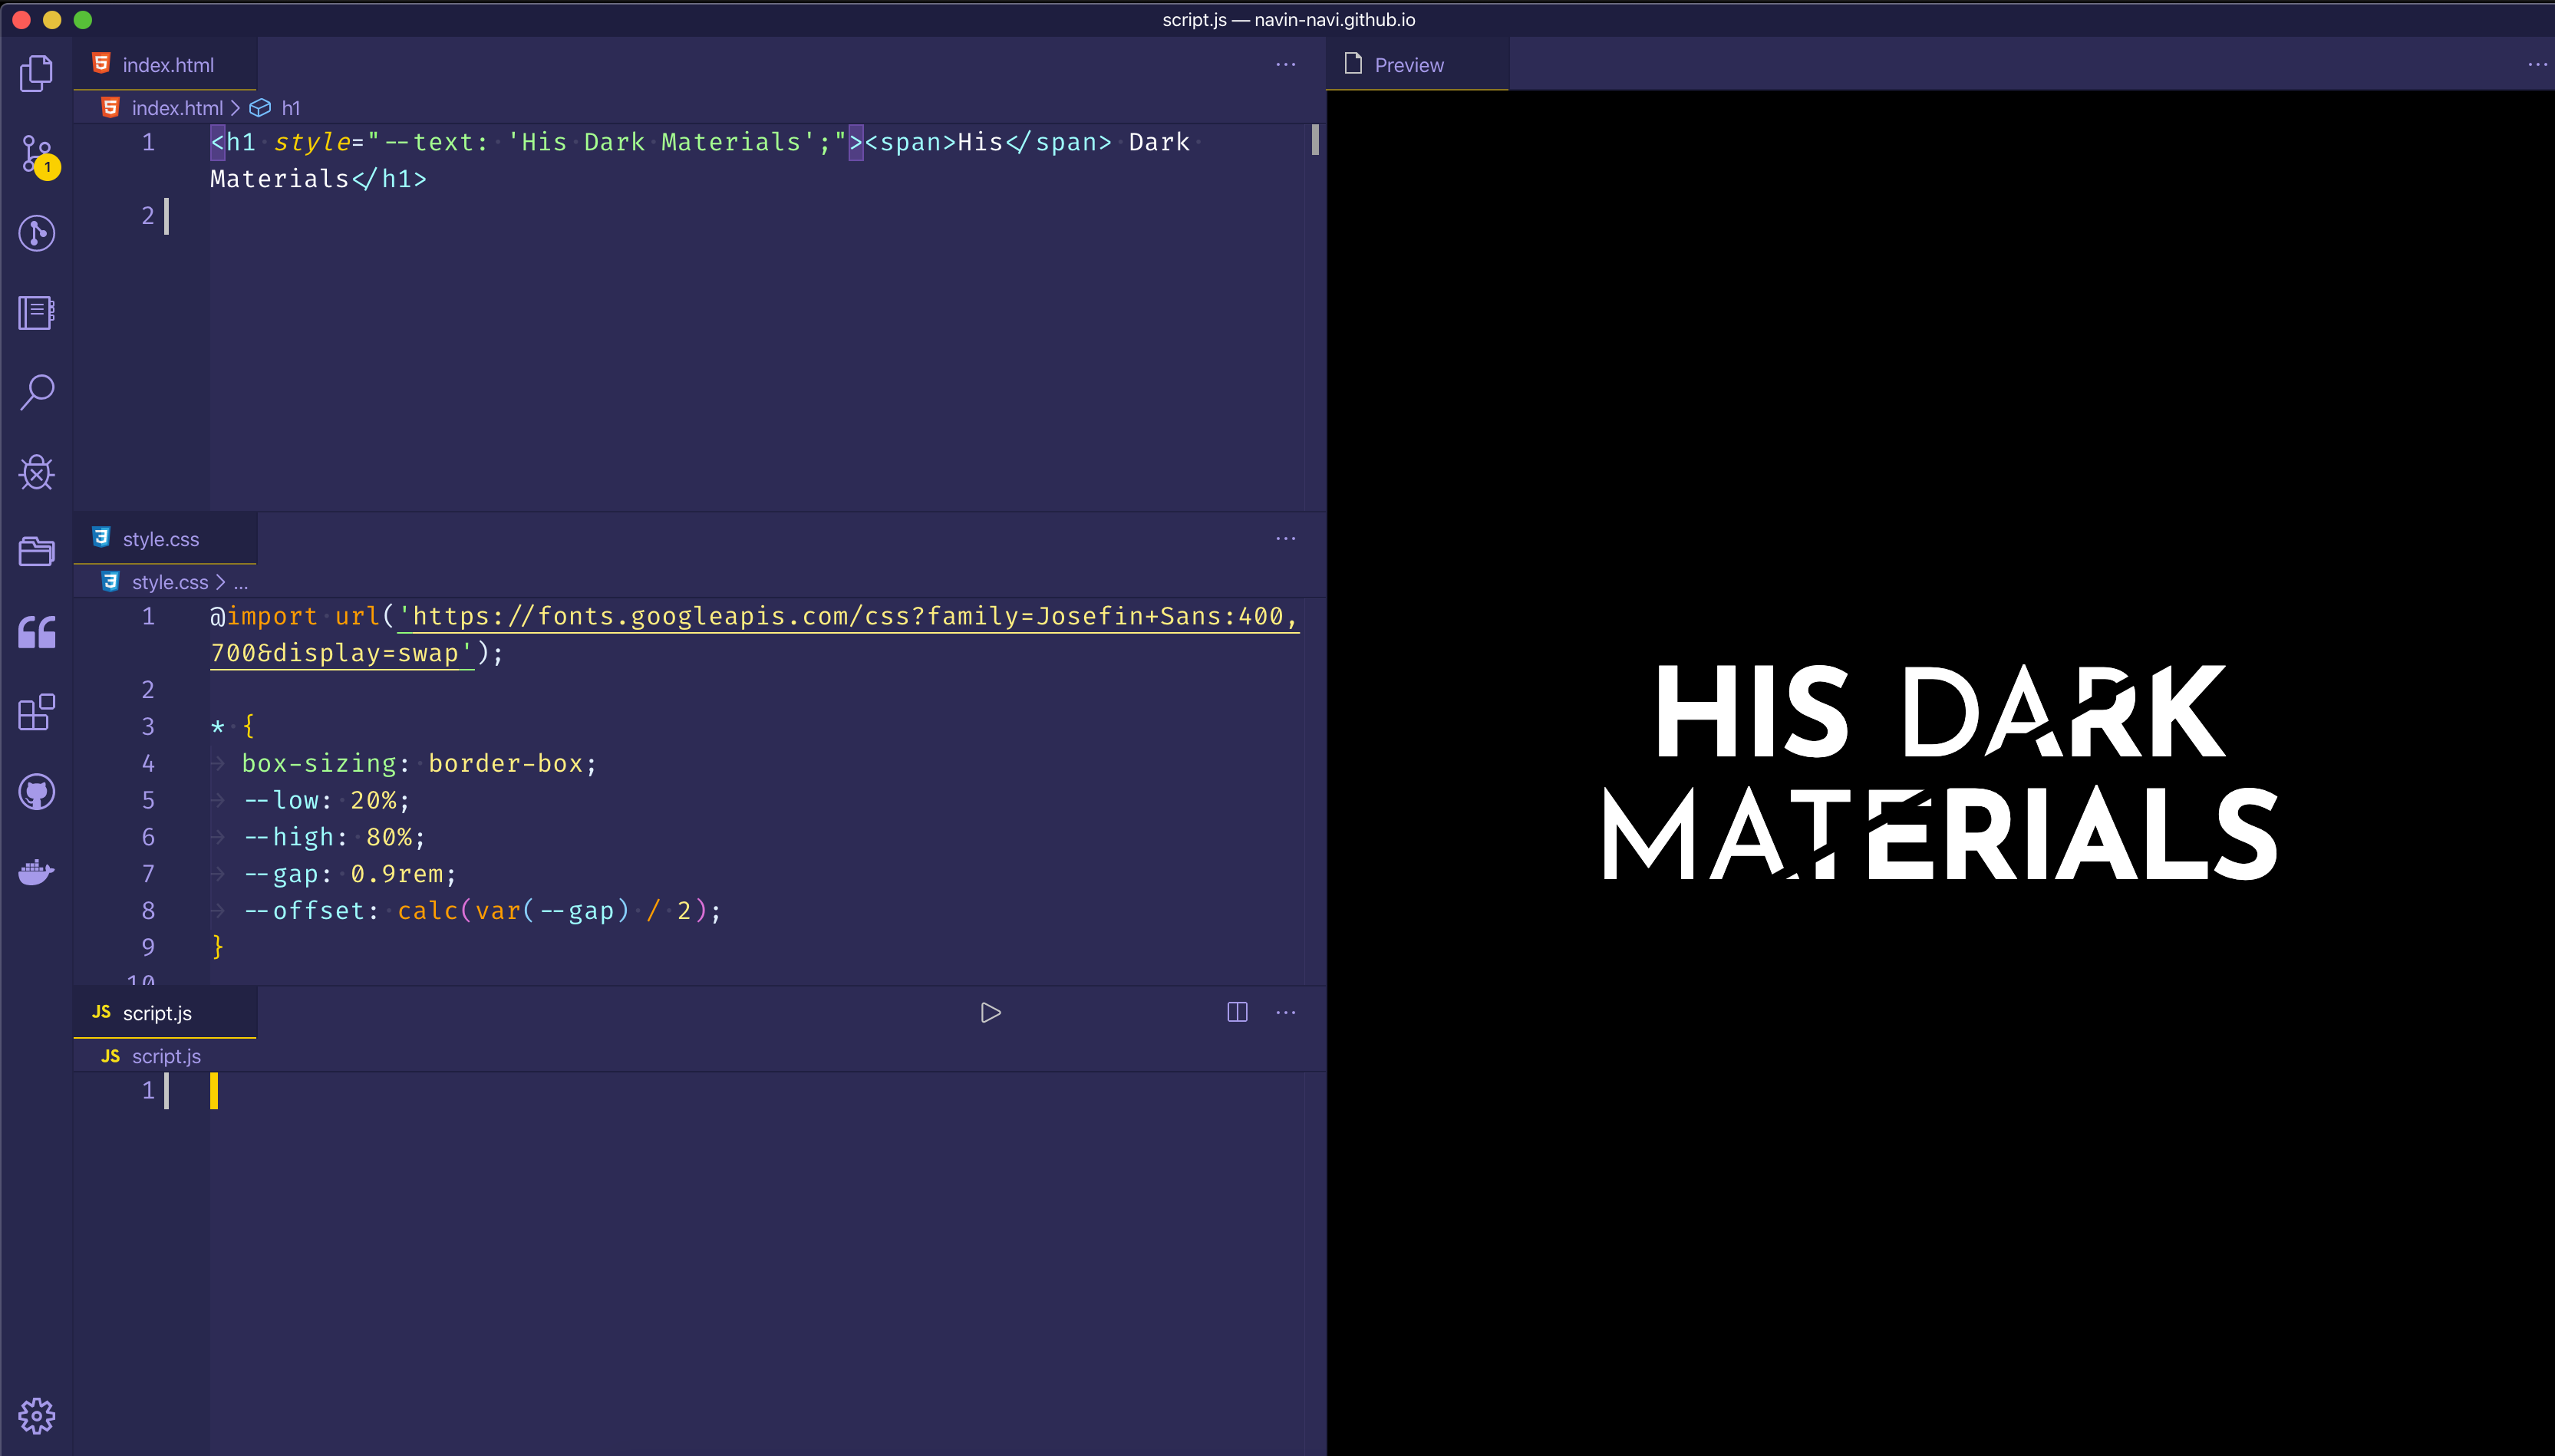 script.js — navin-navi.github.io
index.html
index.html > h1
1 <h1 style="--text: 'His Dark Materials';"><span>His</span> Dark
Materials</h1>
2
style.css
style.css > ...
1 @import url('https://fonts.googleapis.com/css?family=Josefin+Sans:400,
700&display=swap');
2
3 * {
4 box-sizing: border-box;
5 --low: 20%;
6 --high: 80%;
7 --gap: 0.9rem;
8 --offset: calc(var(--gap) / 2);
9 }
10
JS script.js
JS script.js
1
1
Preview
HIS DARK
MATERIALS